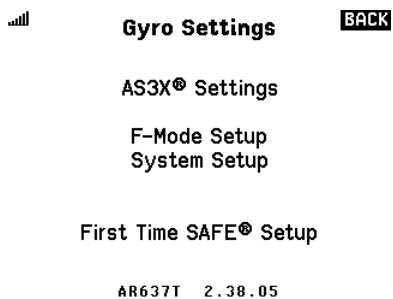 Gyro Settings
BACK
AS3X® Settings
F-Mode Setup
System Setup
First Time SAFE® Setup
AR637T 2.38.05